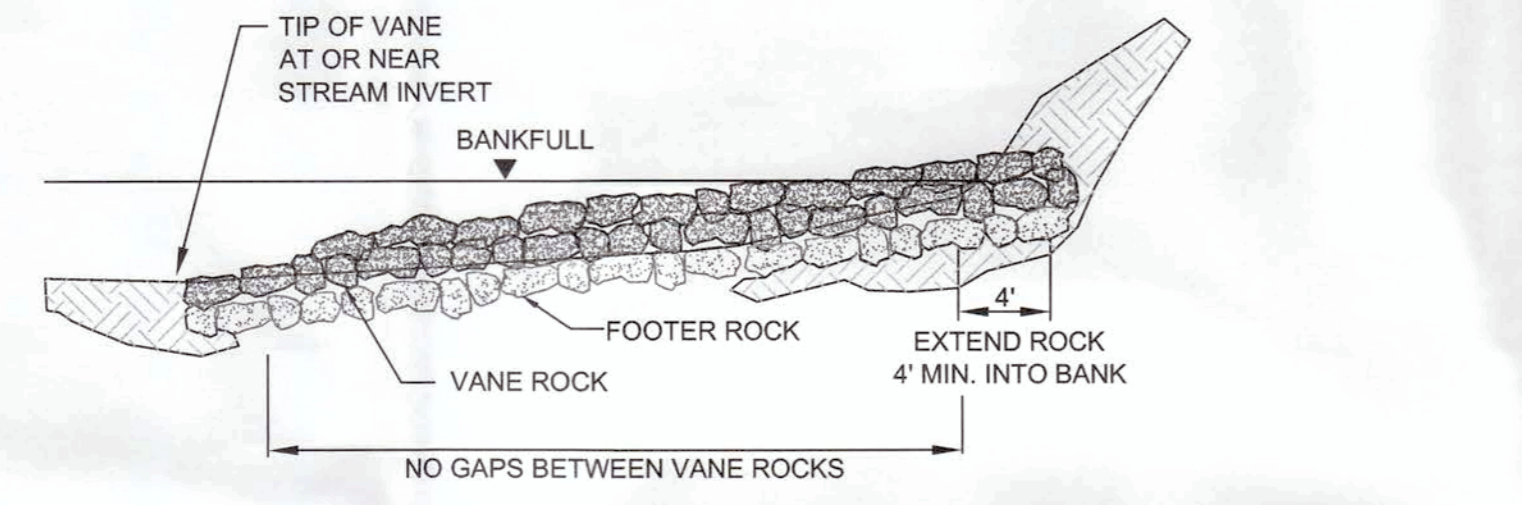 TIP OF VANE
AT OR NEAR
STREAM INVERT
BANKFULL
4'
FOOTER ROCK
EXTEND ROCK
4' MIN. INTO BANK
VANE ROCK
NO GAPS BETWEEN VANE ROCKS